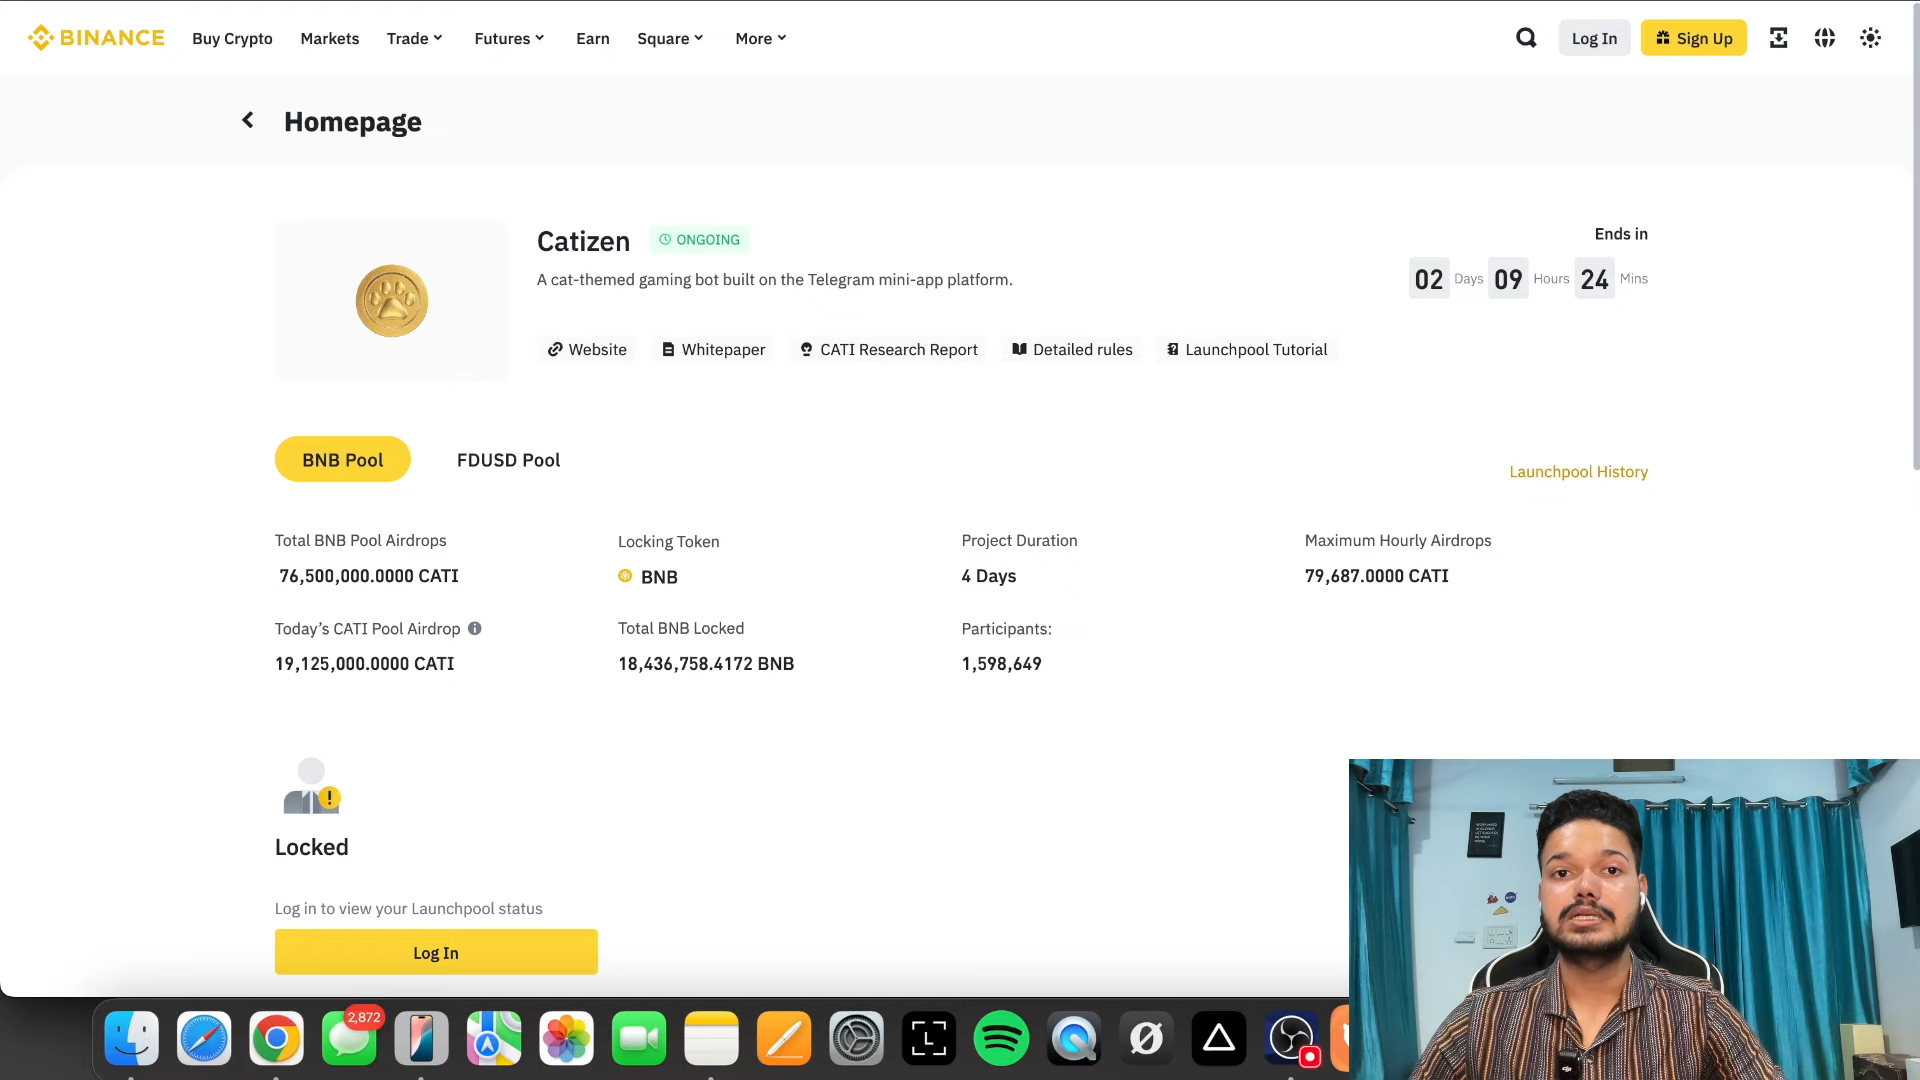 BINANCE Buy Crypto Markets Trade Futures Earn Square More Log In Sign Up
Homepage
Catizen ONGOING
Ends in
A cat-themed gaming bot built on the Telegram mini-app platform.
02 Days 09 Hours 24 Mins
Website Whitepaper CATI Research Report Detailed rules Launchpool Tutorial
BNB Pool FDUSD Pool
Launchpool History
Total BNB Pool Airdrops Locking Token Project Duration Maximum Hourly Airdrops
76,500,000.0000 CATI BNB 4 Days 79,687.0000 CATI
Today's CATI Pool Airdrop Total BNB Locked Participants:
19,125,000.0000 CATI 18,436,758.4172 BNB 1,598,649
Locked
Log in to view your Launchpool status
Log In
2,872